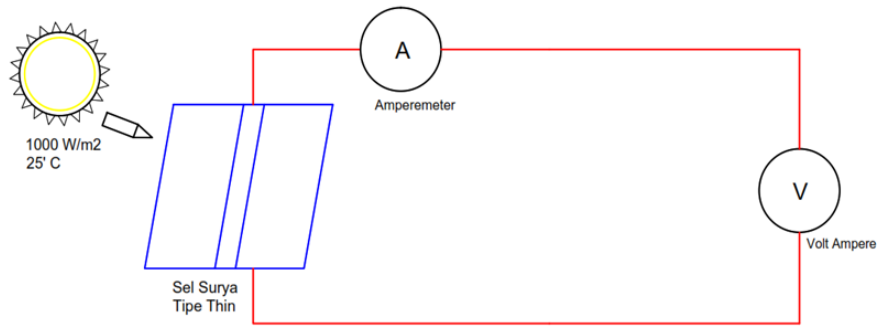 A
Amperemeter
1000 W/m2
25' C
V
Volt Ampere
Sel Surya
Tipe Thin